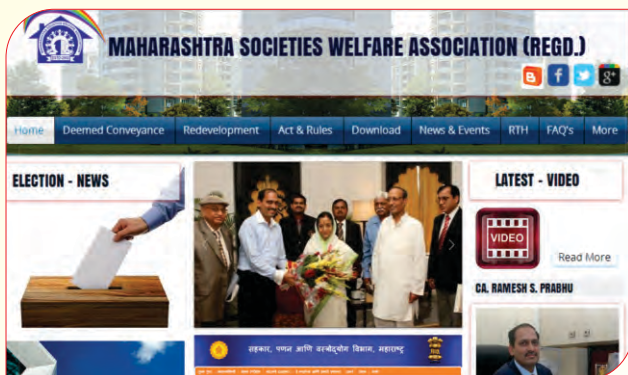 MAHARASHTRA SOCIETIES WELFARE ASSOCIATION (REGD.)
Home Deemed Conveyance Redevelopment Act & Rules Download News & Events RTH FAQ's More
ELECTION - NEWS
LATEST - VIDEO
VIDEO
Read More
CA. RAMESH S. PRABHU
सहकार, पणन आणि वस्त्रोद्योग विभाग, महाराष्ट्र